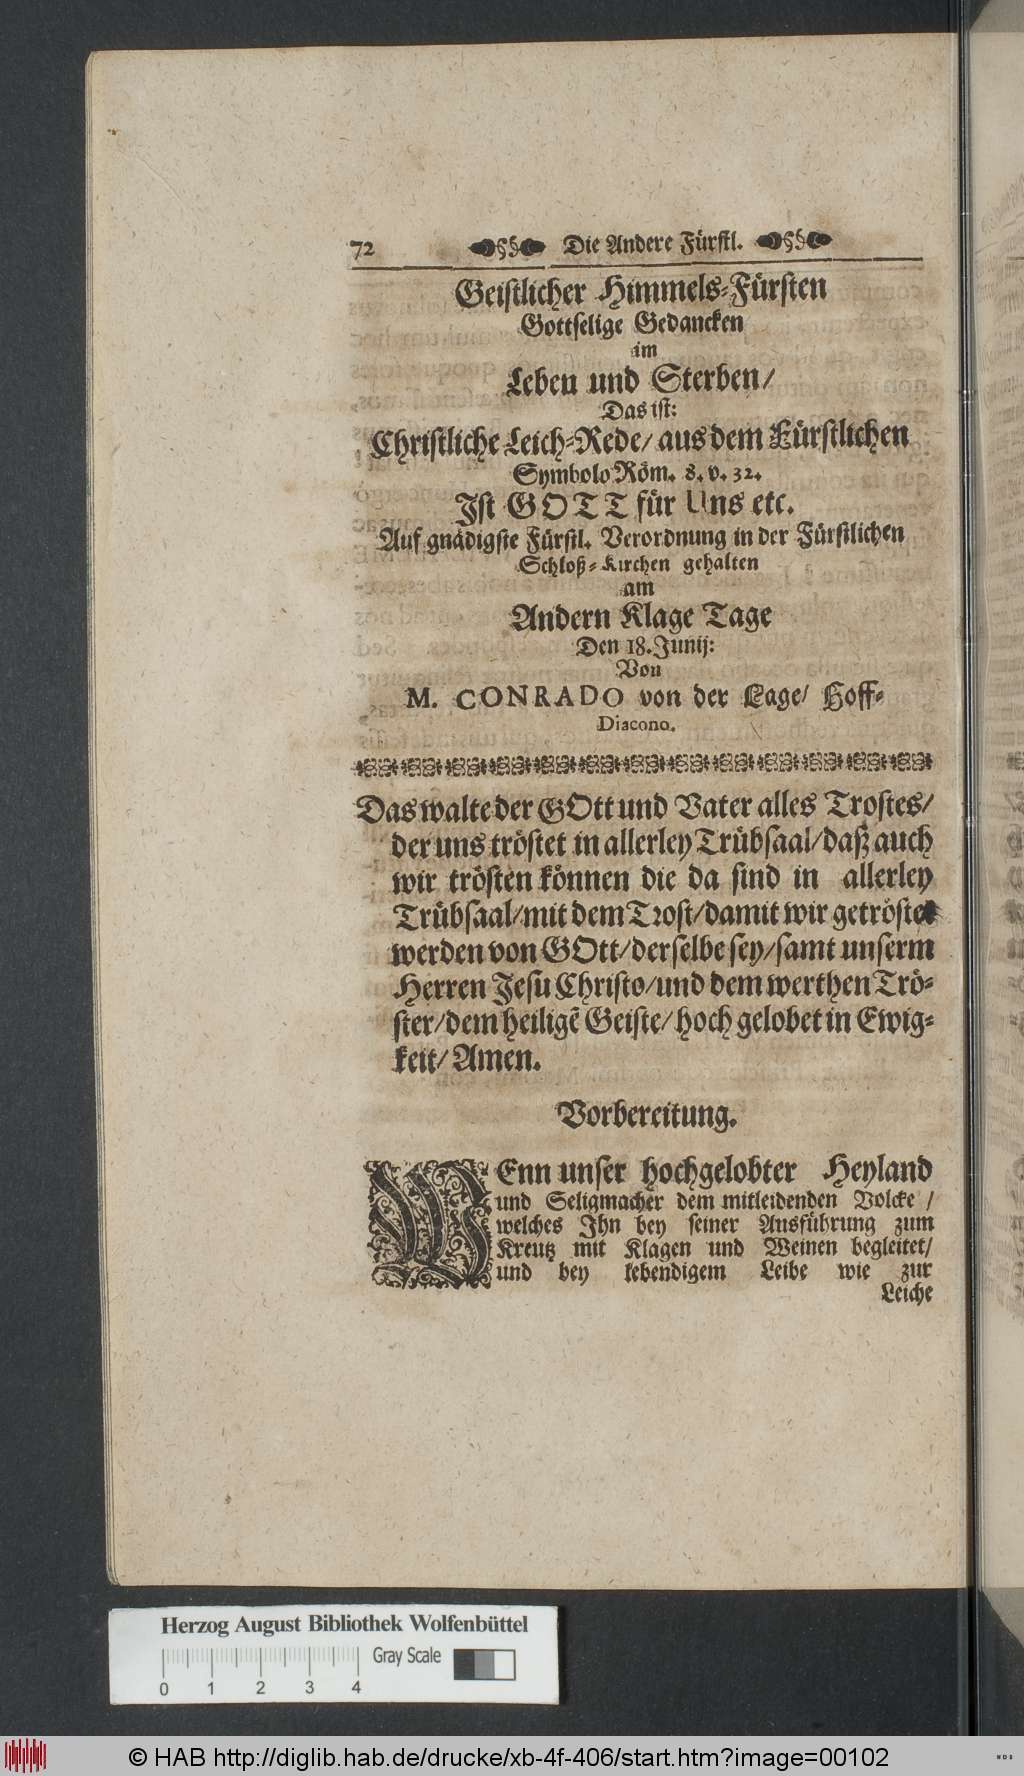 72 Die Andere Fürstl.
Geistlicher Himmels-Fürsten
Gottselige Gedancken
im
Leben und Sterben/
Das ist:
Christliche Leich-Rede/ aus dem Fürstlichen
Symbolo Röm. 8. v. 32.
Ist GOTT für Uns etc.
Auf gnädigste Fürstl. Verordnung in der Fürstlichen
Schloß-Kirchen gehalten
am
Andern Klage Tage
Den 18. Junij:
Von
M. CONRADO von der Lage/ Hoff-
Diacono.
Das walte der GOtt und Vater alles Trostes/
der uns tröstet in allerley Trübsaal/ daß auch
wir trösten können die da sind in allerley
Trübsaal/ mit dem Trost/ damit wir getröstet
werden von GOtt/ derselbe sey/ samt unserm
Herren Jesu Christo/ und dem werthen Trö-
ster/ dem heiligẽ Geiste/ hoch gelobet in Ewig-
keit/ Amen.
Vorbereitung.
WEnn unser hochgelobter Heyland
und Seligmacher dem mitleidenden Volcke /
welches Ihn bey seiner Ausführung zum
Kreutz mit Klagen und Weinen begleitet/
und bey lebendigem Leibe wie zur
Leiche
Herzog August Bibliothek Wolfenbüttel
Gray Scale
0 1 2 3 4
© HAB http://diglib.hab.de/drucke/xb-4f-406/start.htm?image=00102